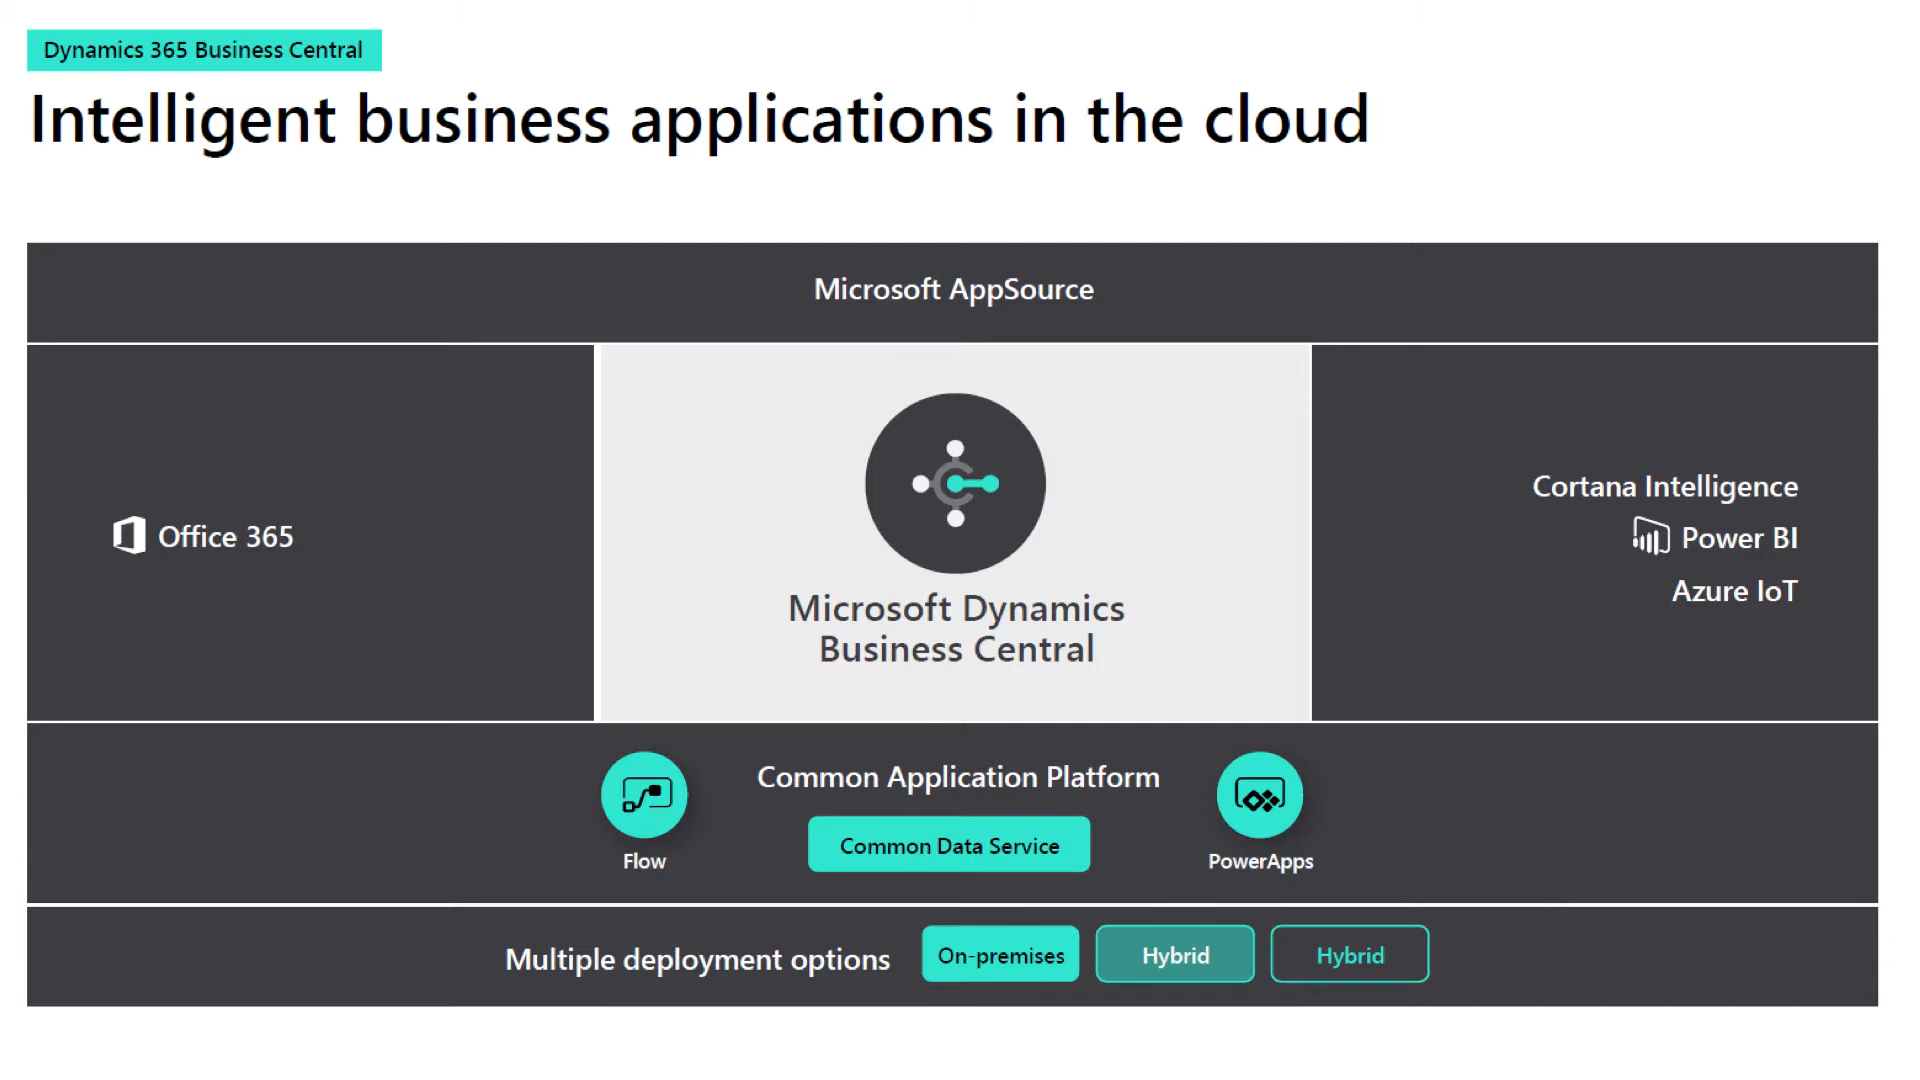 Dynamics 365 Business Central
Intelligent business applications in the cloud
Microsoft AppSource
Office 365
Microsoft Dynamics
Business Central
Cortana Intelligence
Power BI
Azure IoT
Flow
Common Application Platform
Common Data Service
PowerApps
Multiple deployment options
On-premises
Hybrid
Hybrid